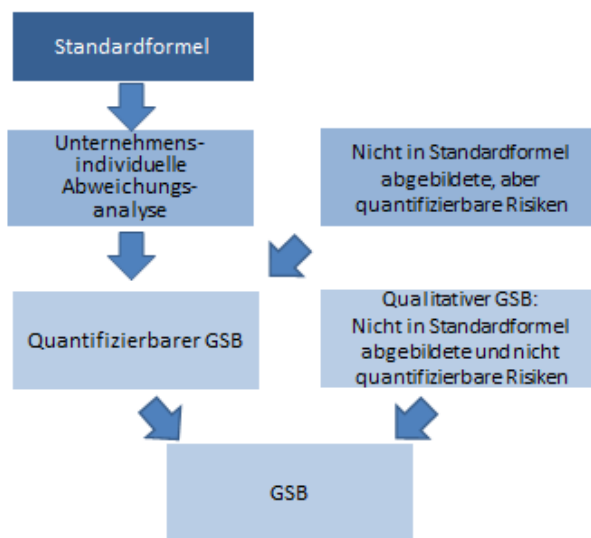 Standardformel
Unternehmens-
individuelle
Abweichungs-
analyse
Nicht in Standardformel
abgebildete, aber
quantifizierbare Risiken
Quantifizierbarer GSB
Qualitativer GSB:
Nicht in Standardformel
abgebildete und nicht
quantifizierbare Risiken
GSB